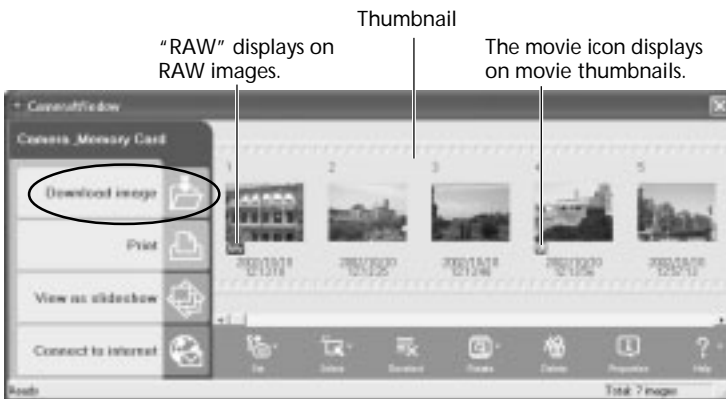 Thumbnail
“RAW” displays on
RAW images.
The movie icon displays
on movie thumbnails.
CameraWindow
Camera_Memory Card
Download image
Print
View as slideshow
Connect to internet
1 2 3 4 5
Set Select Deselect Rotate Delete Properties Help
Ready
Total: 7 images